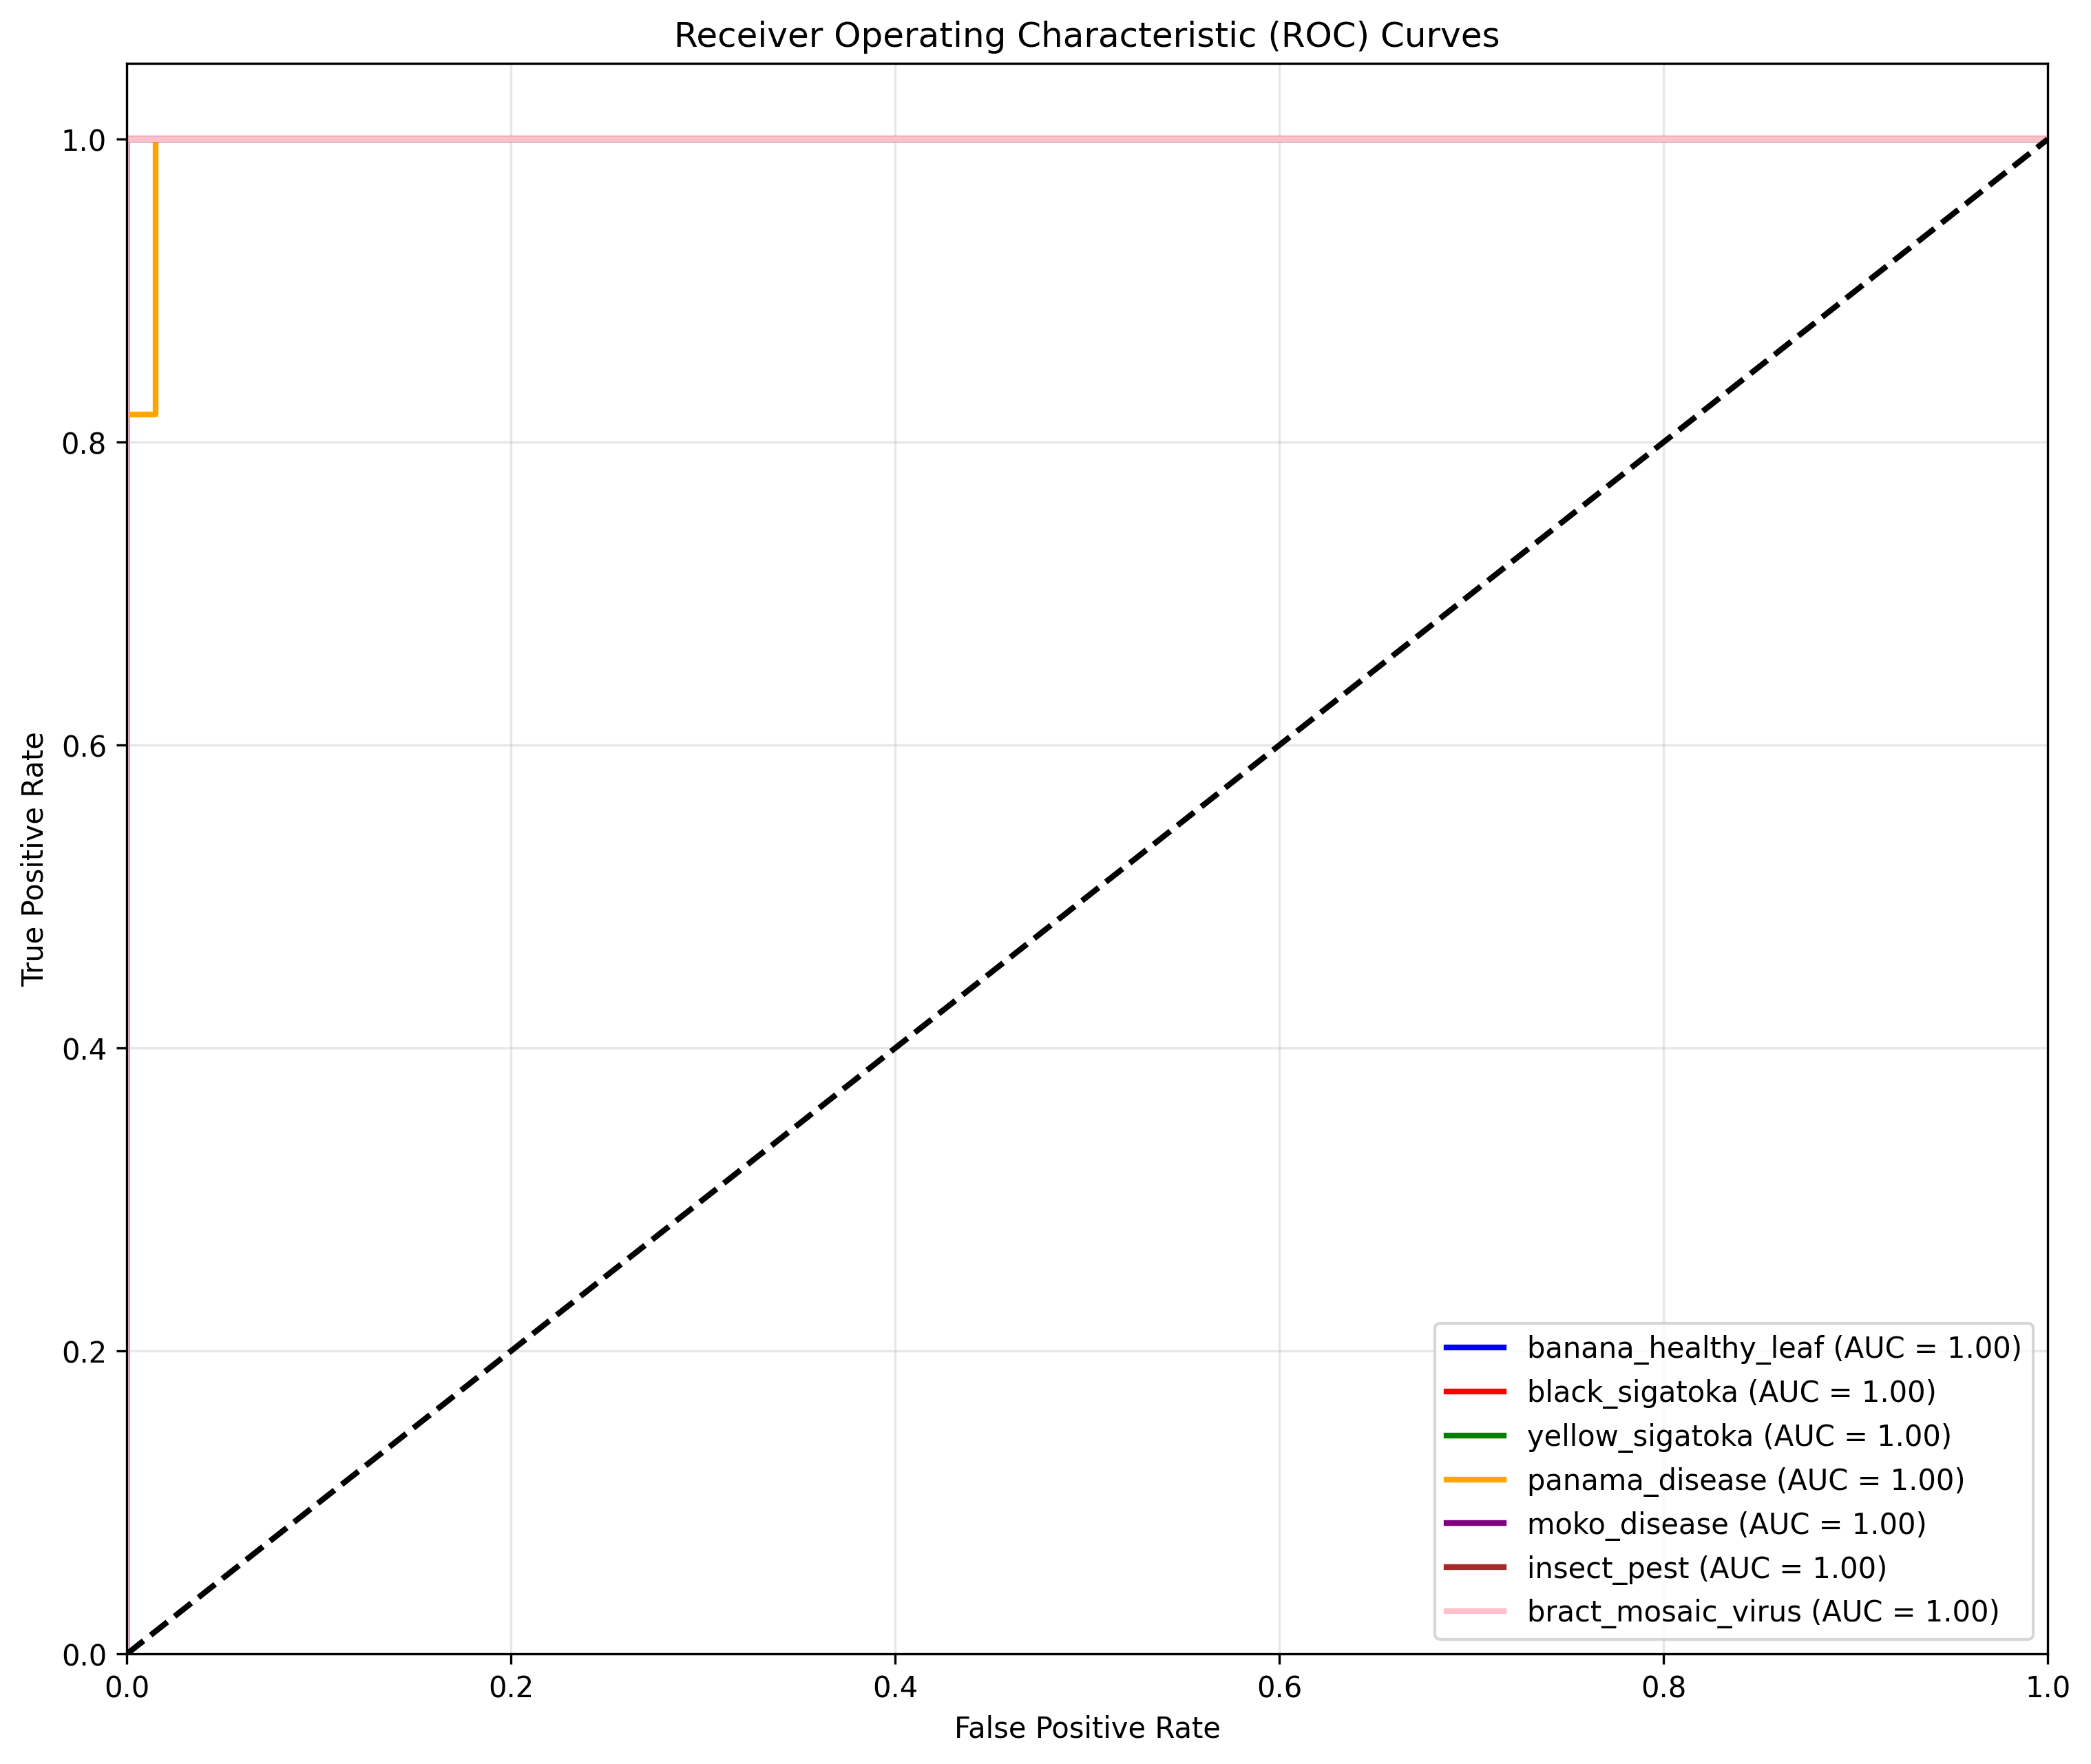 Receiver Operating Characteristic (ROC) Curves
1.0
0.8
0.6
0.4
0.2
0.0
True Positive Rate
0.0 0.2 0.4 0.6 0.8 1.0
False Positive Rate
banana_healthy_leaf (AUC = 1.00)
black_sigatoka (AUC = 1.00)
yellow_sigatoka (AUC = 1.00)
panama_disease (AUC = 1.00)
moko_disease (AUC = 1.00)
insect_pest (AUC = 1.00)
bract_mosaic_virus (AUC = 1.00)